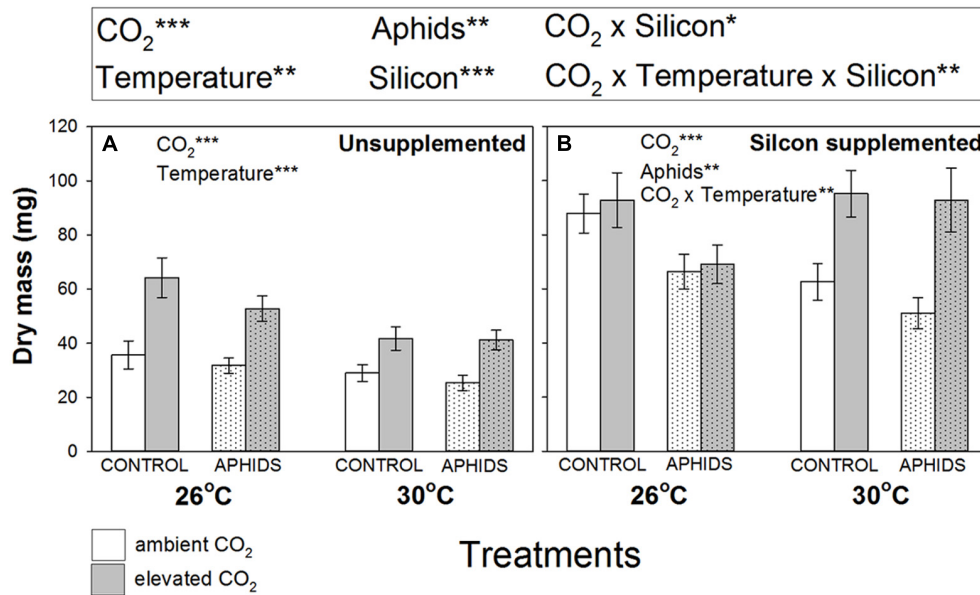 CO₂*** Aphids** CO₂ x Silicon*
Temperature** Silicon*** CO₂ x Temperature x Silicon**
Dry mass (mg)
120
100
80
60
40
20
0
A CO₂*** Unsupplemented
Temperature***
CONTROL APHIDS CONTROL APHIDS
26°C 30°C
B CO₂*** Silcon supplemented
Aphids**
CO₂ x Temperature**
CONTROL APHIDS CONTROL APHIDS
26°C 30°C
ambient CO₂
elevated CO₂
Treatments